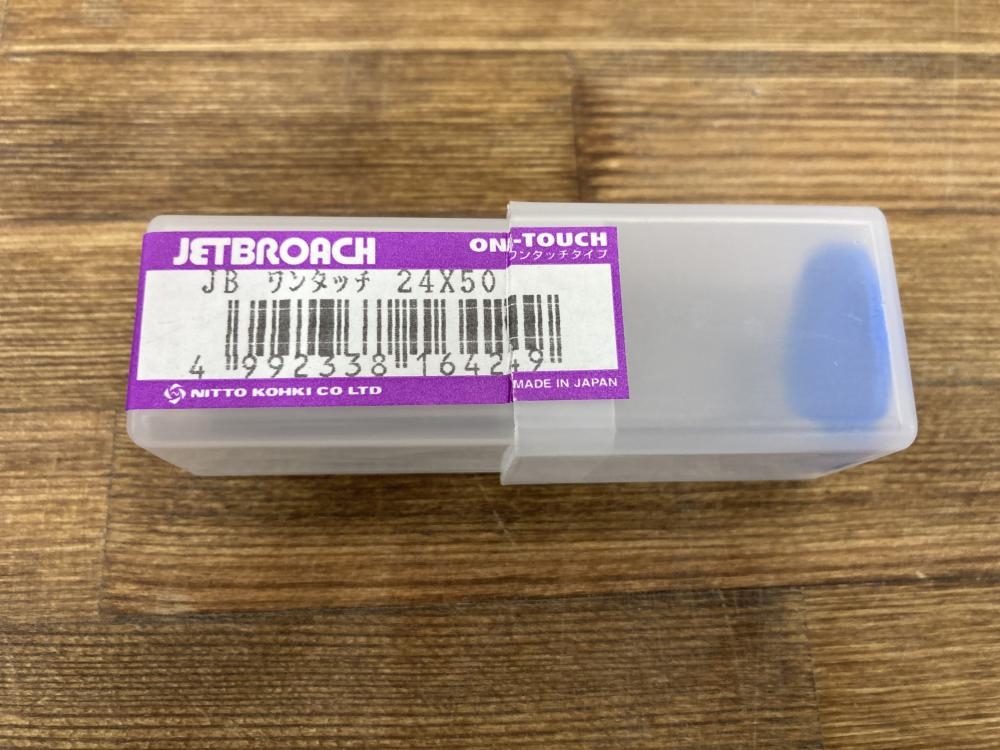 JETBROACH
ON-TOUCH
ワンタッチタイプ
JB ワンタッチ 24X50
4 992338 164249
NITTO KOHKI CO LTD
MADE IN JAPAN